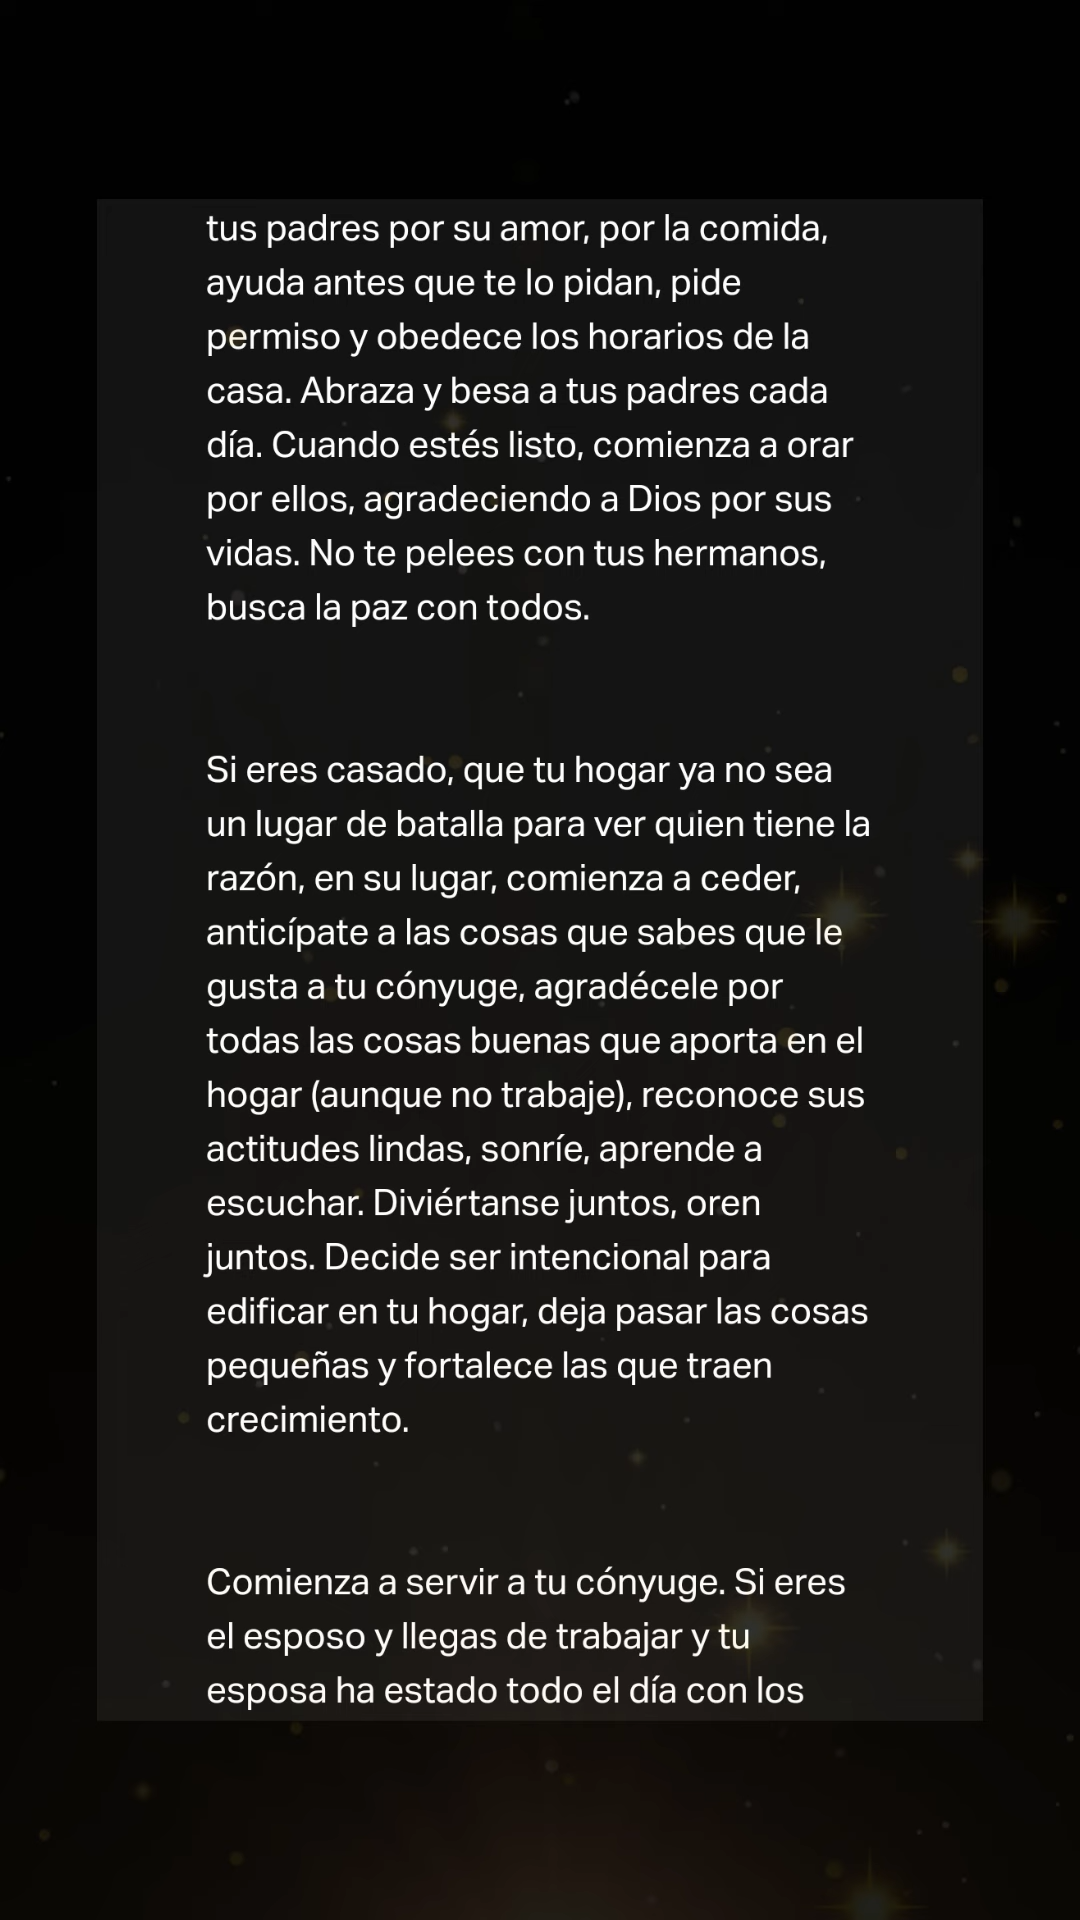 tus padres por su amor, por la comida,
ayuda antes que te lo pidan, pide
permiso y obedece los horarios de la
casa. Abraza y besa a tus padres cada
día. Cuando estés listo, comienza a orar
por ellos, agradeciendo a Dios por sus
vidas. No te pelees con tus hermanos,
busca la paz con todos.
Si eres casado, que tu hogar ya no sea
un lugar de batalla para ver quien tiene la
razón, en su lugar, comienza a ceder,
anticípate a las cosas que sabes que le
gusta a tu cónyuge, agradécele por
todas las cosas buenas que aporta en el
hogar (aunque no trabaje), reconoce sus
actitudes lindas, sonríe, aprende a
escuchar. Diviértanse juntos, oren
juntos. Decide ser intencional para
edificar en tu hogar, deja pasar las cosas
pequeñas y fortalece las que traen
crecimiento.
Comienza a servir a tu cónyuge. Si eres
el esposo y llegas de trabajar y tu
esposa ha estado todo el día con los